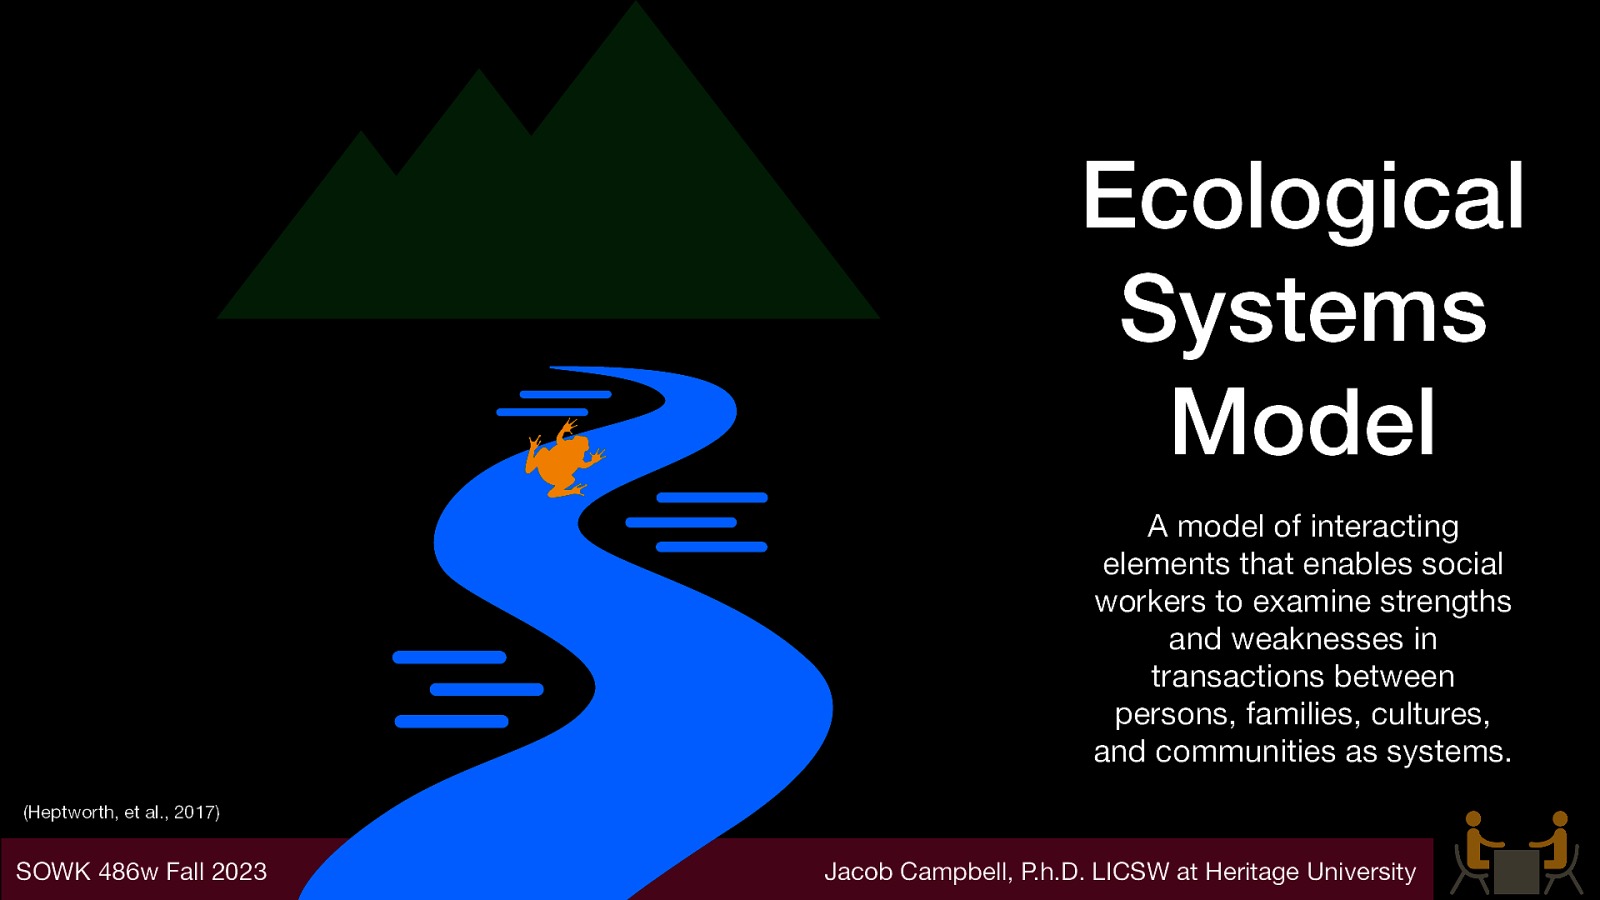 Ecological
Systems
Model
A model of interacting
elements that enables social
workers to examine strengths
and weaknesses in
transactions between
persons, families, cultures,
and communities as systems.
(Heptworth, et al., 2017)
SOWK 486w Fall 2023
Jacob Campbell, P.h.D. LICSW at Heritage University